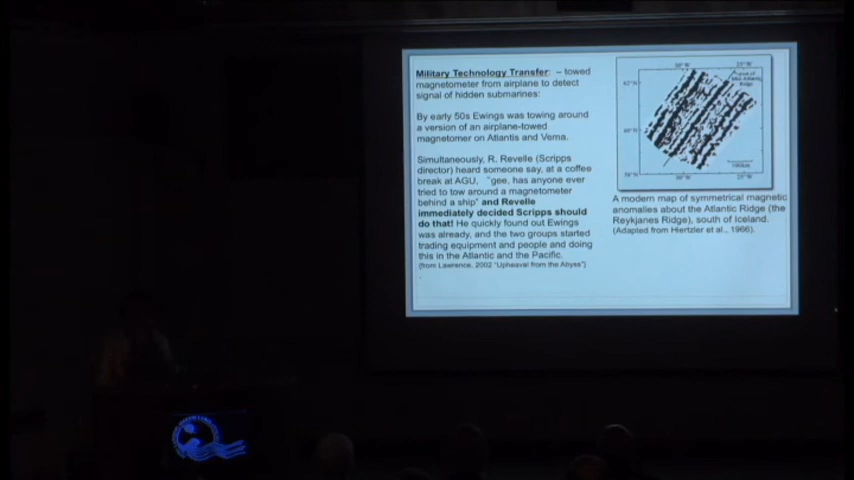 Military Technology Transfer: – towed
magnetometer from airplane to detect
signal of hidden submarines:
By early 50s Ewings was towing around
a version of an airplane-towed
magnetomer on Atlantis and Vema.
Simultaneously, R. Revelle (Scripps
director) heard someone say, at a coffee
break at AGU, "gee, has anyone ever
tried to tow around a magnetometer
behind a ship" and Revelle
immediately decided Scripps should
do that! He quickly found out Ewings
was already, and the two groups started
trading equipment and people and doing
this in the Atlantic and the Pacific.
(from Lawrence, 2002 "Upheaval from the Abyss")
Mid-Atlantic
Ridge
A modern map of symmetrical magnetic
anomalies about the Atlantic Ridge (the
Reykjanes Ridge), south of Iceland.
(Adapted from Hiertzler et al., 1966).